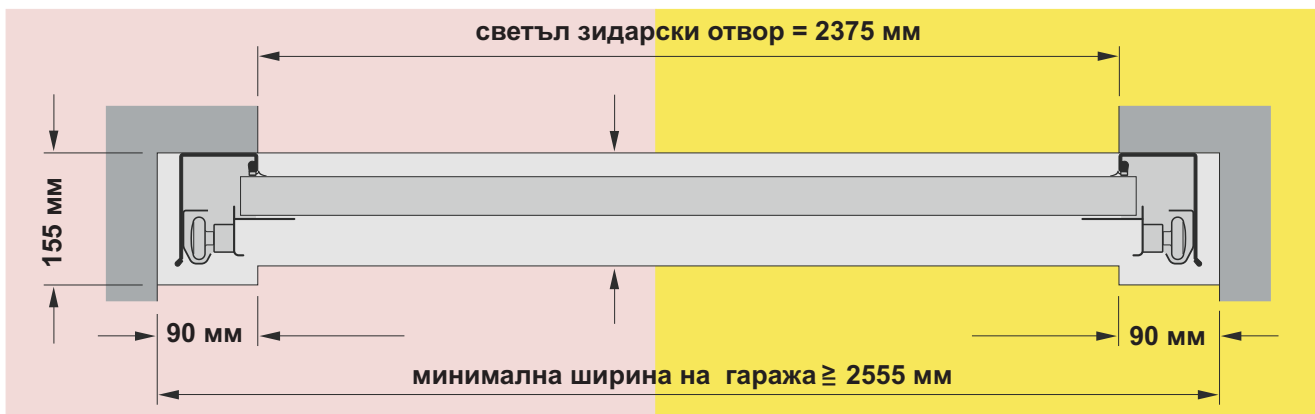 светъл зидарски отвор = 2375 мм
155 мм
90 мм
90 мм
минимална ширина на гаража ≧ 2555 мм